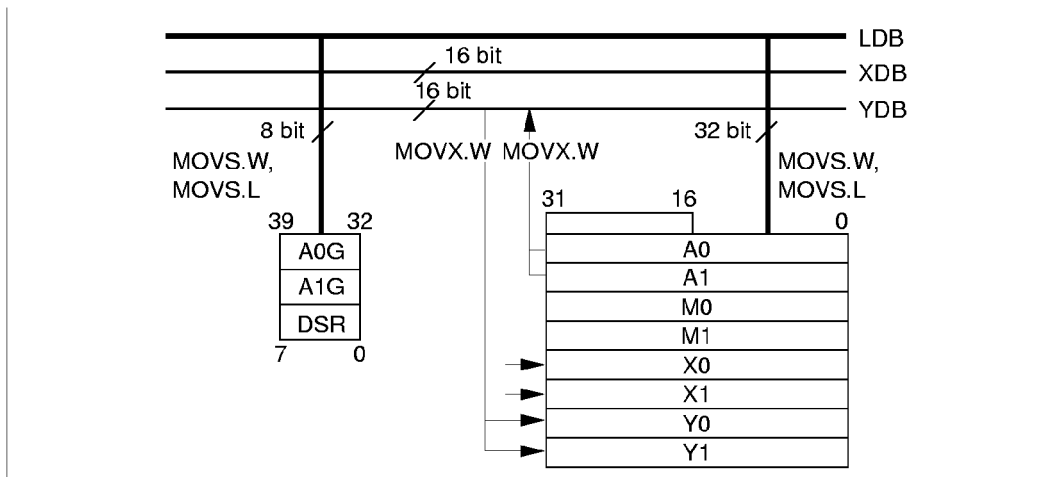 LDB
16 bit
XDB
16 bit
YDB
8 bit
32 bit
MOVX.W MOVX.W
MOVS.W,
MOVS.L
MOVS.W,
MOVS.L
31 16 0
39 32
A0G
A1G
DSR
7 0
A0
A1
M0
M1
X0
X1
Y0
Y1